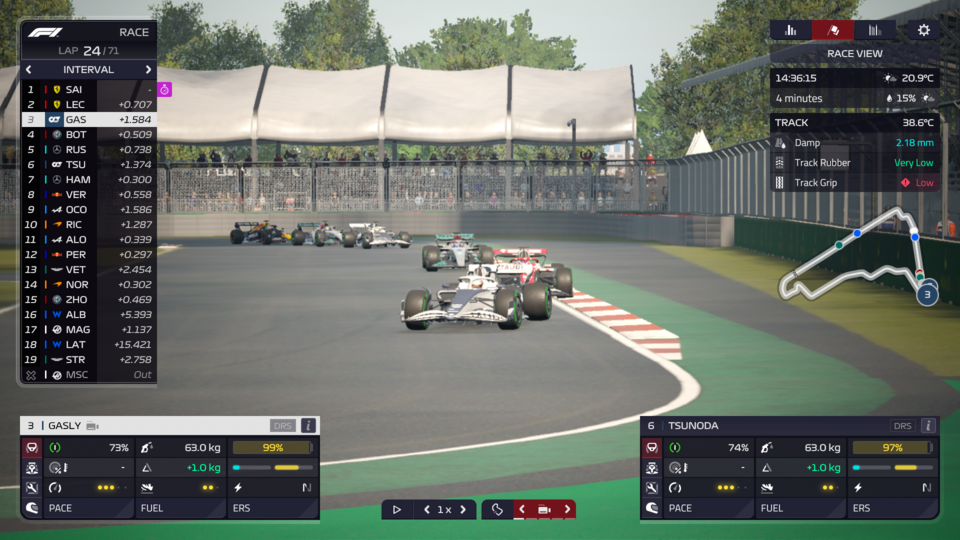 F1 RACE
LAP 24/71
INTERVAL
1 SAI -
2 LEC +0.707
3 GAS +1.584
4 BOT +0.509
5 RUS +0.738
6 TSU +1.374
7 HAM +0.300
8 VER +0.558
9 OCO +1.586
10 RIC +1.287
11 ALO +0.339
12 PER +0.297
13 VET +2.454
14 NOR +0.302
15 ZHO +0.469
16 ALB +5.393
17 MAG +1.137
18 LAT +15.421
19 STR +2.758
MSC Out
RACE VIEW
14:36:15 20.9°C
4 minutes 15%
TRACK 38.6°C
Damp 2.18 mm
Track Rubber Very Low
Track Grip Low
3
3 GASLY DRS i
73% 63.0 kg 99%
- +1.0 kg
N
PACE FUEL ERS
1x
6 TSUNODA DRS i
74% 63.0 kg 97%
- +1.0 kg
N
PACE FUEL ERS